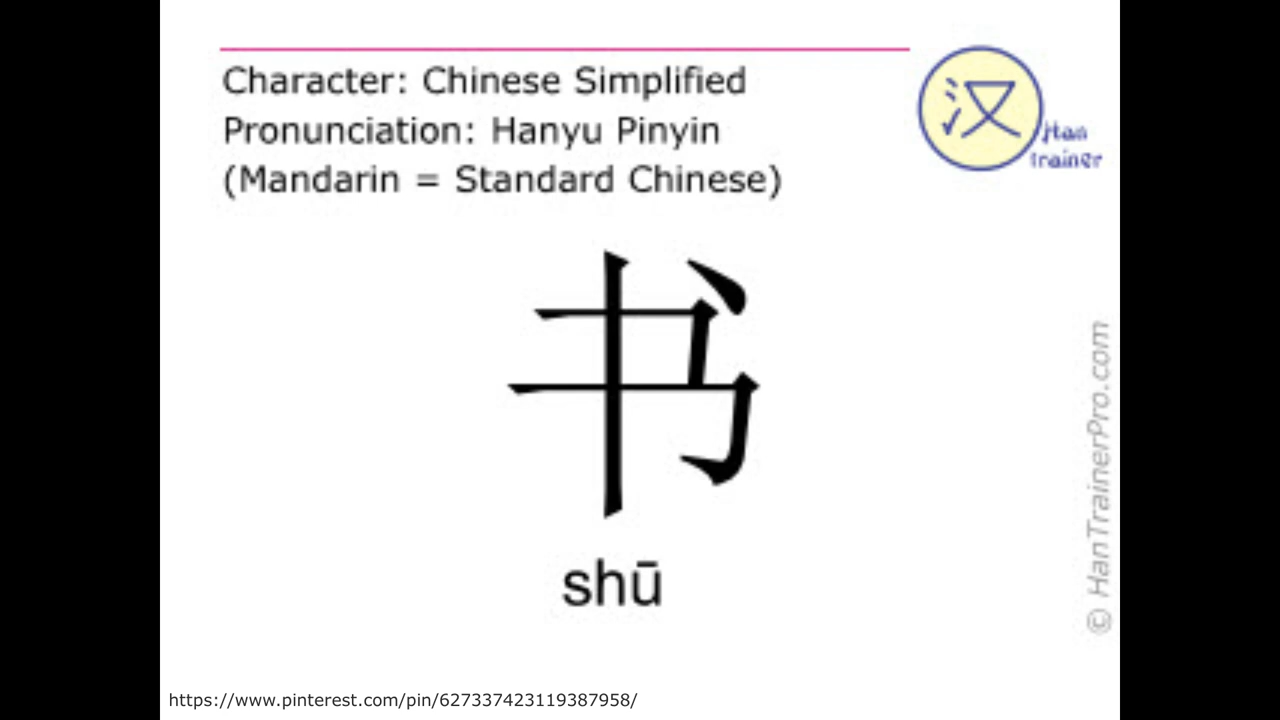 Character: Chinese Simplified
Pronunciation: Hanyu Pinyin
(Mandarin = Standard Chinese)
汉
Han
trainer
书
shū
© HanTrainerPro.com
https://www.pinterest.com/pin/627337423119387958/